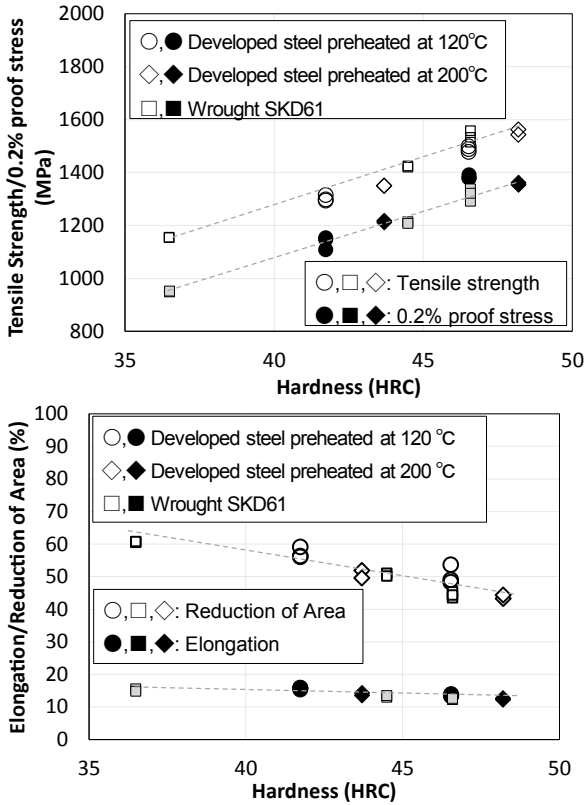 Tensile Strength/0.2% proof stress
(MPa)
2000
1800
1600
1400
1200
1000
800
○,●: Developed steel preheated at 120°C
◇,◆: Developed steel preheated at 200°C
□,■: Wrought SKD61
○,□,◇: Tensile strength
●,■,◆: 0.2% proof stress
35 40 45 50
Hardness (HRC)
Elongation/Reduction of Area (%)
100
90
80
70
60
50
40
30
20
10
0
○,●: Developed steel preheated at 120 °C
◇,◆: Developed steel preheated at 200 °C
□,■: Wrought SKD61
○,□,◇: Reduction of Area
●,■,◆: Elongation
35 40 45 50
Hardness (HRC)